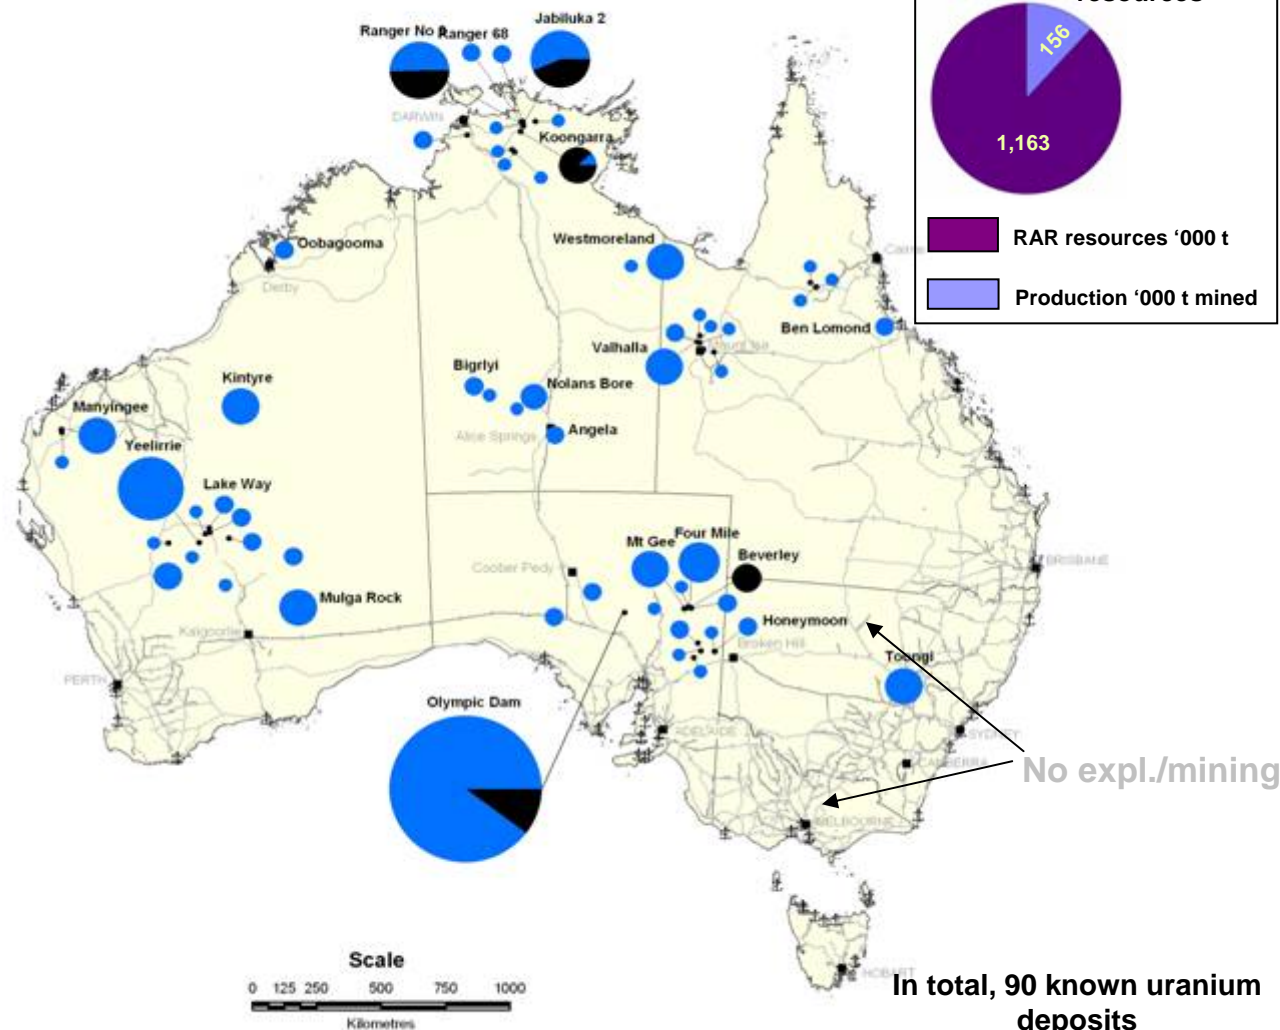 resources
156
1,163
RAR resources ‘000 t
Production ‘000 t mined
Jabiluka 2
Ranger 68
Ranger No
DARWIN
Koongarra
Oobagooma
Derby
Westmoreland
Ben Lomond
Valhalla
Bigrlyi
Nolans Bore
Kintyre
Manyingee
Alice Springs
Angela
Yeelirrie
Lake Way
Mt Gee
Four Mile
Beverley
Coober Pedy
BRISBANE
Mulga Rock
Honeymoon
Kalgoorlie
Broken Hill
Toongi
PERTH
Olympic Dam
ADELAIDE
SYDNEY
CANBERRA
No expl./mining
MELBOURNE
Scale
0 125 250 500 750 1000
Kilometres
HOBART
In total, 90 known uranium
deposits